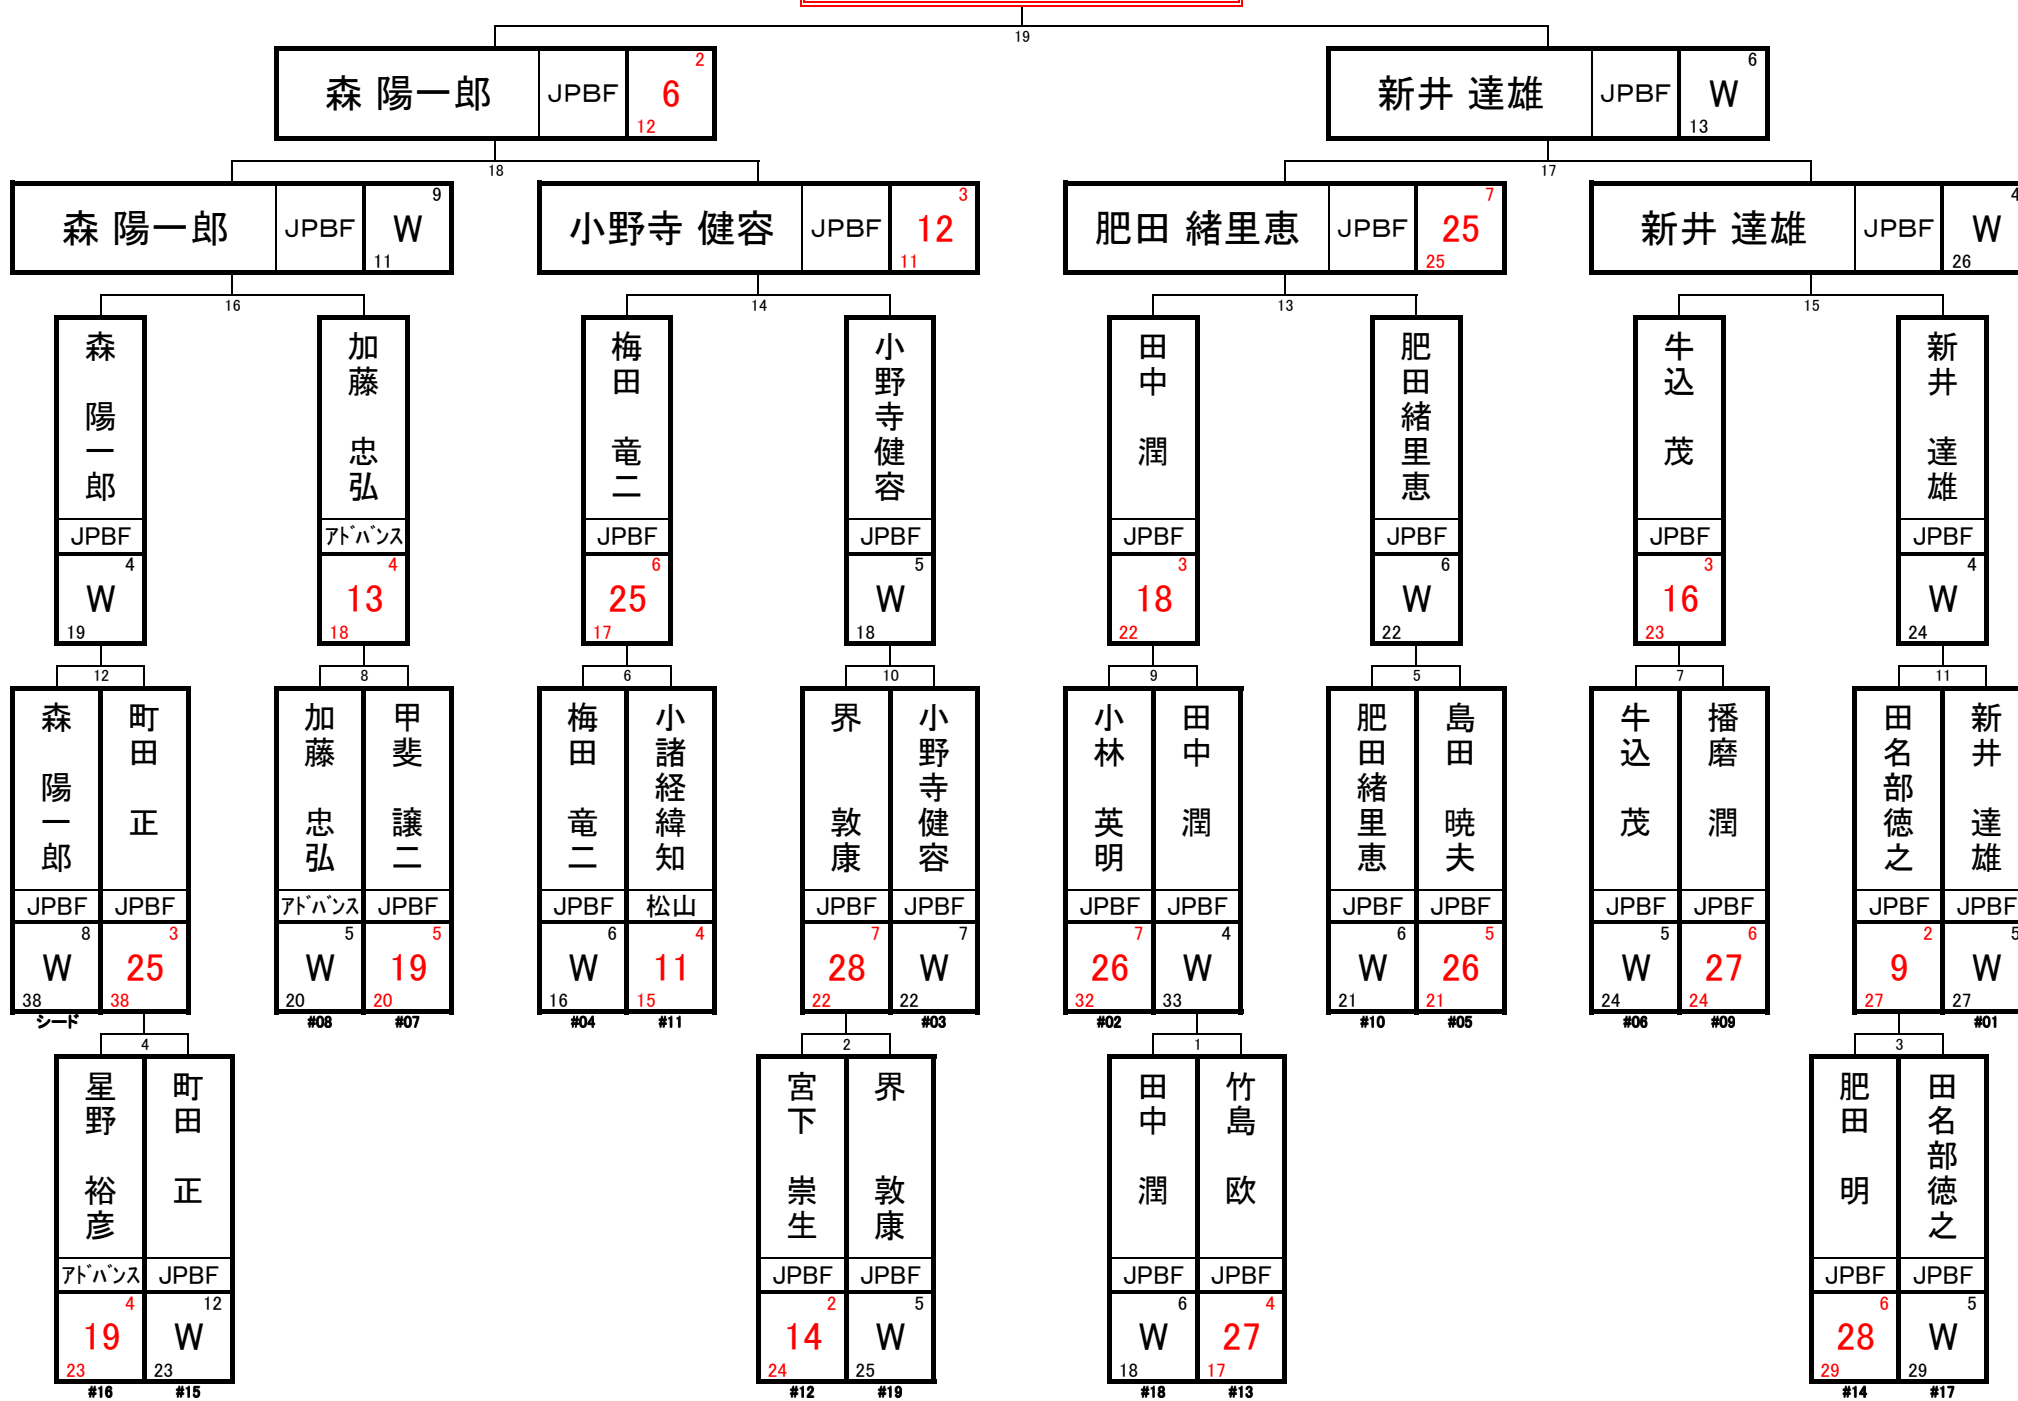 19
森 陽一郎 JPBF 2 6 12
新井 達雄 JPBF 6 W 13
18
17
森 陽一郎 JPBF 9 W 11
小野寺 健容 JPBF 3 12 11
肥田 緒里恵 JPBF 7 25 25
新井 達雄 JPBF 4 W 26
16
14
13
15
森 陽一郎 JPBF 4 W 19
加藤 忠弘 アドバンス 4 13 18
梅田 竜二 JPBF 6 25 17
小野寺健容 JPBF 5 W 18
田中 潤 JPBF 3 18 22
肥田緒里恵 JPBF 6 W 22
牛込 茂 JPBF 3 16 23
新井 達雄 JPBF 4 W 24
12
8
6
10
9
5
7
11
森 陽一郎 JPBF 8 W 38 シード
町田 正 JPBF 3 25 38
加藤 忠弘 アドバンス 5 W 20 #08
甲斐 譲二 JPBF 5 19 20 #07
梅田 竜二 JPBF 6 W 16 #04
小諸経緯知 松山 4 11 15 #11
界 敦康 JPBF 7 28 22
小野寺健容 JPBF 7 W 22 #03
小林 英明 JPBF 7 26 32 #02
田中 潤 JPBF 4 W 33
肥田緒里恵 JPBF 6 W 21 #10
島田 暁夫 JPBF 5 26 21 #05
牛込 茂 JPBF 5 W 24 #06
播磨 潤 JPBF 6 27 24 #09
田名部徳之 JPBF 2 9 27
新井 達雄 JPBF 5 W 27 #01
4
2
1
3
星野 裕彦 アドバンス 4 19 23 #16
町田 正 JPBF 12 W 23 #15
宮下 崇生 JPBF 2 14 24 #12
界 敦康 JPBF 5 W 25 #19
田中 潤 JPBF 6 W 18 #18
竹島 欧 JPBF 4 27 17 #13
肥田 明 JPBF 6 28 29 #14
田名部徳之 JPBF 5 W 29 #17